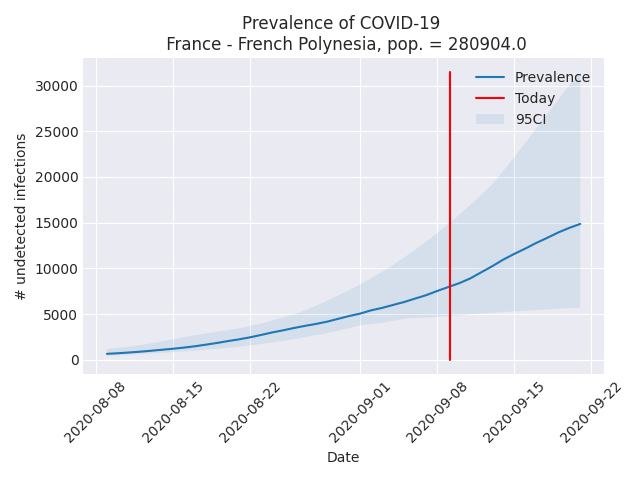 Prevalence of COVID-19
France - French Polynesia, pop. = 280904.0
Prevalence
Today
95CI
30000
25000
20000
15000
10000
5000
0
# undetected infections
2020-08-08
2020-08-15
2020-08-22
2020-09-01
2020-09-08
2020-09-15
2020-09-22
Date